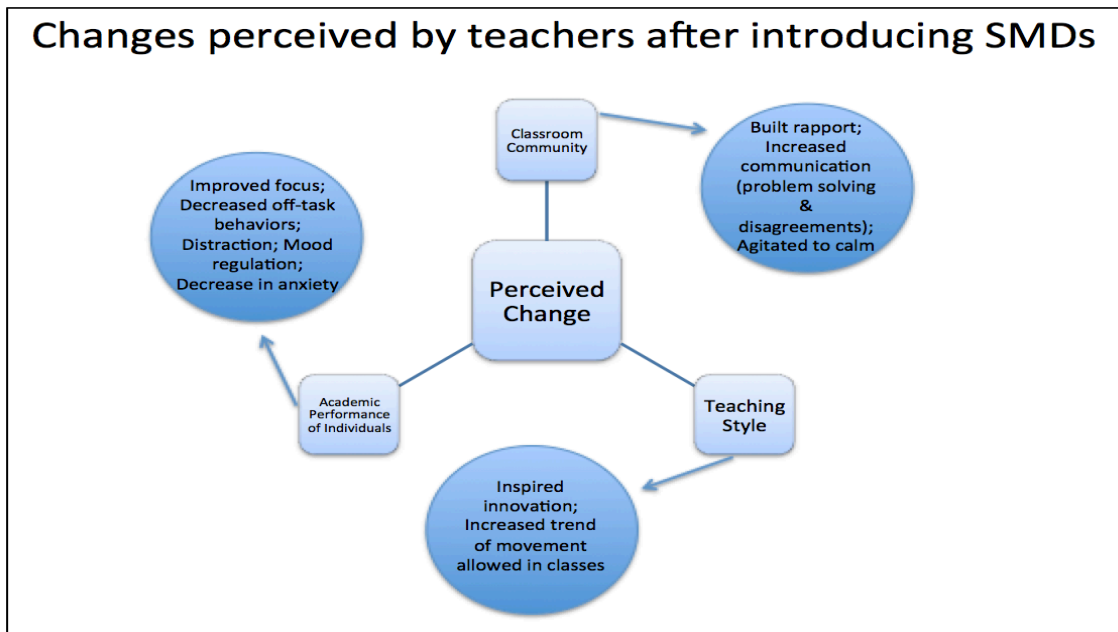 Changes perceived by teachers after introducing SMDs
Classroom
Community
Built rapport;
Increased
communication
(problem solving
&
disagreements);
Agitated to calm
Improved focus;
Decreased off-task
behaviors;
Distraction; Mood
regulation;
Decrease in anxiety
Perceived
Change
Academic
Performance
of Individuals
Teaching
Style
Inspired
innovation;
Increased trend
of movement
allowed in classes